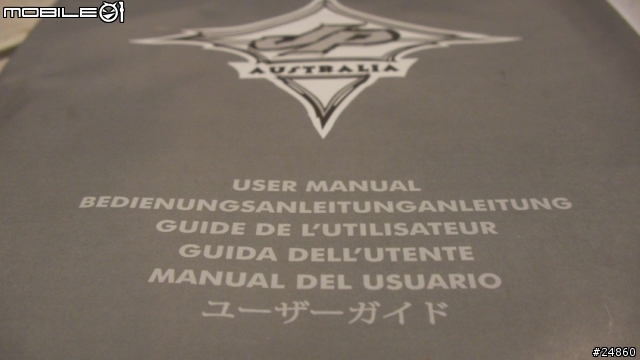 MOBILE01
JP
AUSTRALIA
USER MANUAL
BEDIENUNGSANLEITUNGANLEITUNG
GUIDE DE L'UTILISATEUR
GUIDA DELL'UTENTE
MANUAL DEL USUARIO
ユーザーガイド
#24860